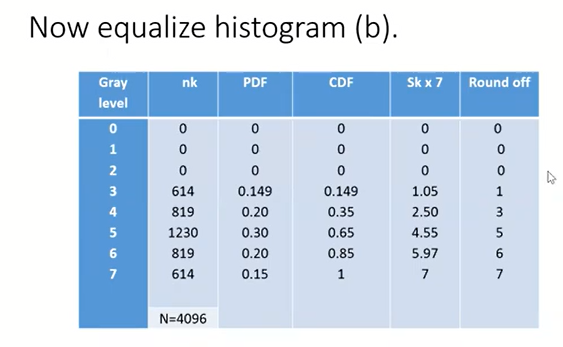 Now equalize histogram (b).
Gray level nk PDF CDF Sk x 7 Round off
0 0 0 0 0 0
1 0 0 0 0 0
2 0 0 0 0 0
3 614 0.149 0.149 1.05 1
4 819 0.20 0.35 2.50 3
5 1230 0.30 0.65 4.55 5
6 819 0.20 0.85 5.97 6
7 614 0.15 1 7 7
N=4096